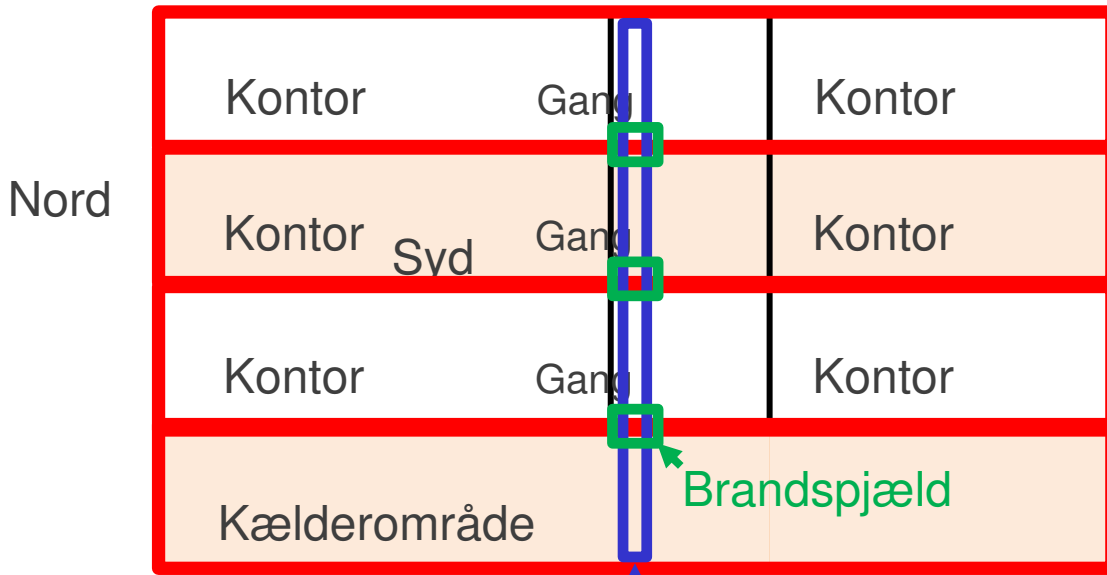 Kontor Gang Kontor
Nord
Kontor Syd Gang Kontor
Kontor Gang Kontor
Brandspjæld
Kælderområde